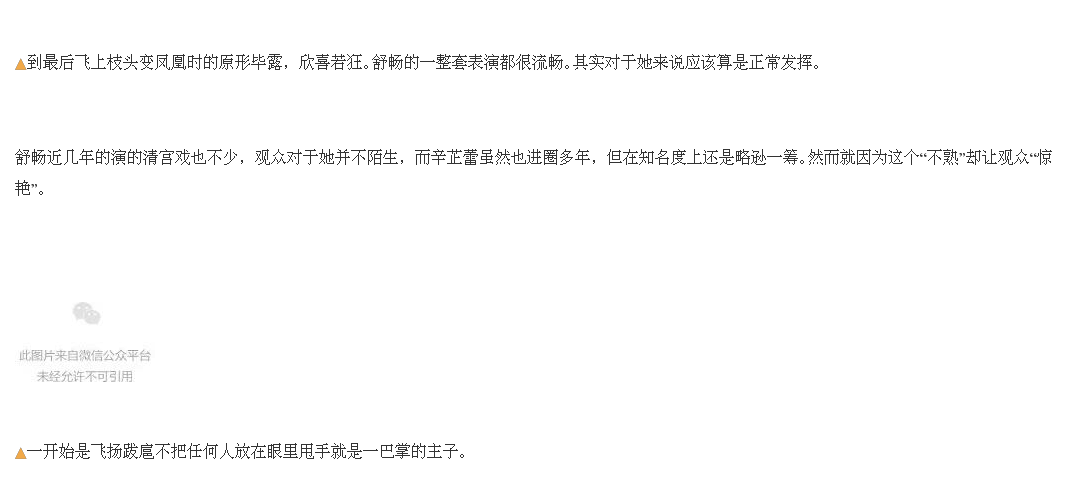 ▲到最后飞上枝头变凤凰时的原形毕露，欣喜若狂。舒畅的一整套表演都很流畅。其实对于她来说应该算是正常发挥。
舒畅近几年的演的清宫戏也不少，观众对于她并不陌生，而辛芷蕾虽然也进圈多年，但在知名度上还是略逊一筹。然而就因为这个“不熟”却让观众“惊
艳”。
此图片来自微信公众平台
未经允许不可引用
▲一开始是飞扬跋扈不把任何人放在眼里甩手就是一巴掌的主子。